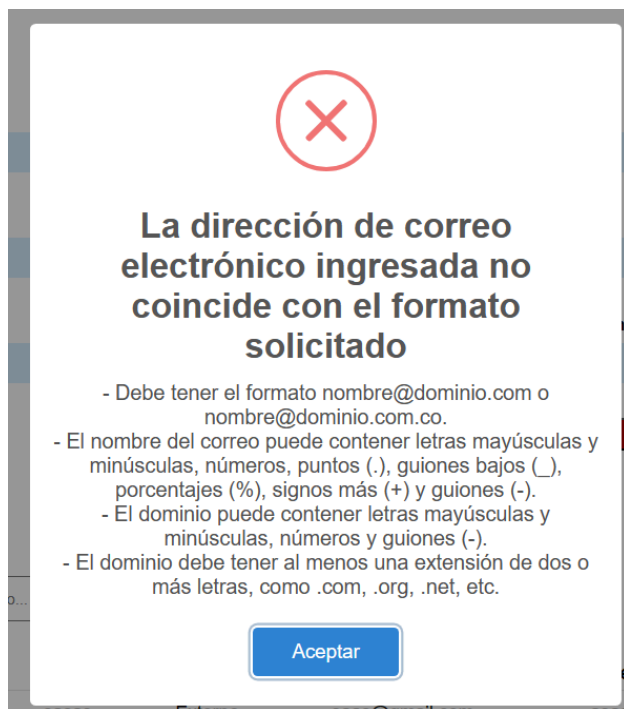 La dirección de correo
electrónico ingresada no
coincide con el formato
solicitado
- Debe tener el formato nombre@dominio.com o
nombre@dominio.com.co.
- El nombre del correo puede contener letras mayúsculas y
minúsculas, números, puntos (.), guiones bajos (_),
porcentajes (%), signos más (+) y guiones (-).
- El dominio puede contener letras mayúsculas y
minúsculas, números y guiones (-).
- El dominio debe tener al menos una extensión de dos o
más letras, como .com, .org, .net, etc.
Aceptar